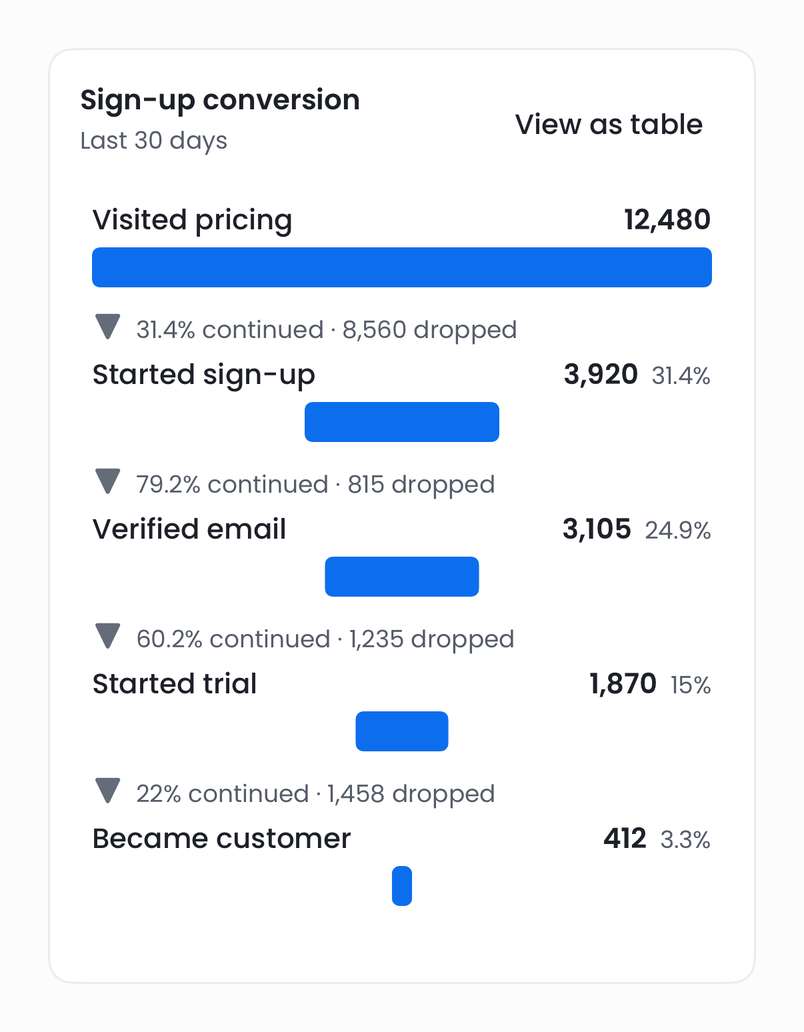 Sign-up conversion
Last 30 days
View as table
Visited pricing 12,480
31.4% continued · 8,560 dropped
Started sign-up 3,920 31.4%
79.2% continued · 815 dropped
Verified email 3,105 24.9%
60.2% continued · 1,235 dropped
Started trial 1,870 15%
22% continued · 1,458 dropped
Became customer 412 3.3%